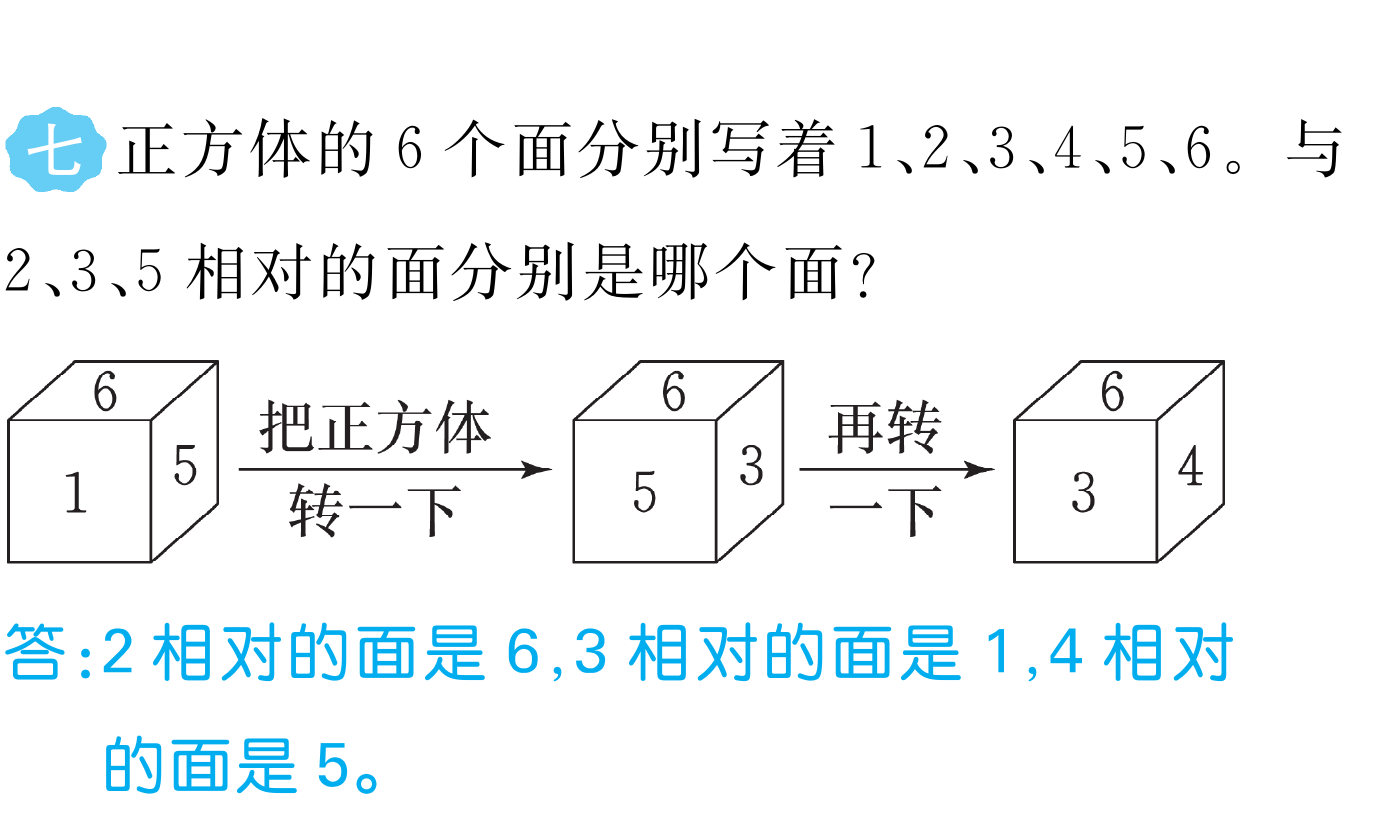 七 正方体的 6 个面分别写着 1、2、3、4、5、6。与
2、3、5 相对的面分别是哪个面?
6
1
5
把正方体
转一下
6
5
3
再转
一下
6
3
4
答:2 相对的面是 6,3 相对的面是 1,4 相对
的面是 5。